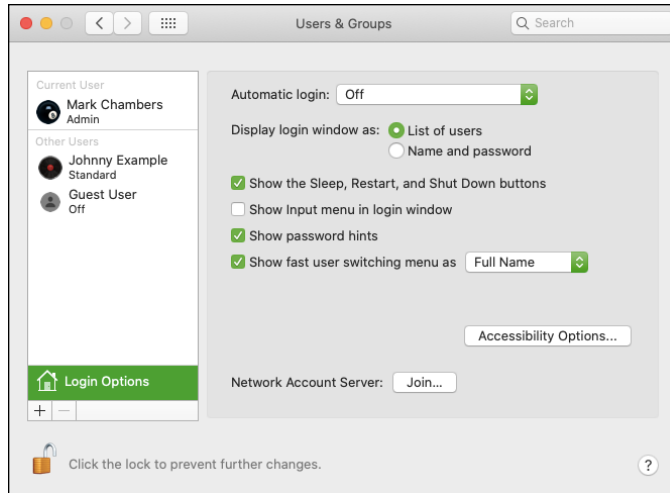 Users & Groups
Search
Current User
Mark Chambers
Admin
Other Users
Johnny Example
Standard
Guest User
Off
Login Options
Automatic login: Off
Display login window as: List of users
Name and password
Show the Sleep, Restart, and Shut Down buttons
Show Input menu in login window
Show password hints
Show fast user switching menu as Full Name
Accessibility Options...
Network Account Server: Join...
Click the lock to prevent further changes.
?